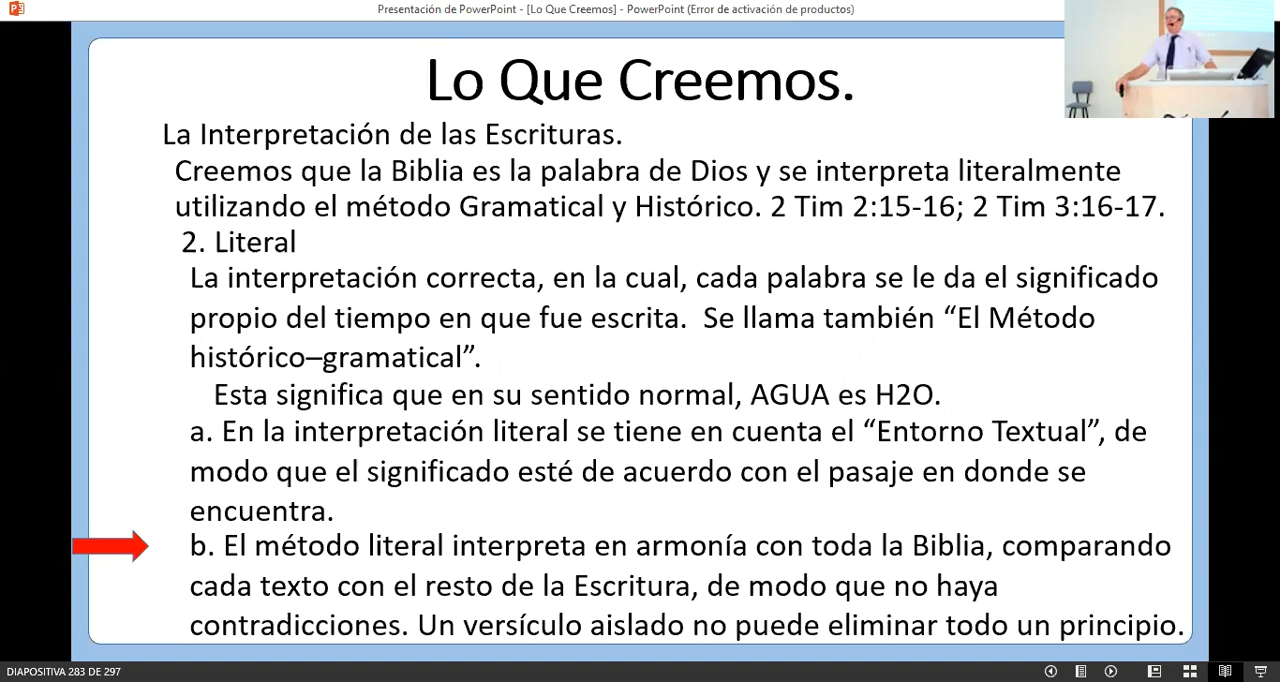 Presentación de PowerPoint - [Lo Que Creemos] - PowerPoint (Error de activación de productos)
Lo Que Creemos.
La Interpretación de las Escrituras.
Creemos que la Biblia es la palabra de Dios y se interpreta literalmente
utilizando el método Gramatical y Histórico. 2 Tim 2:15-16; 2 Tim 3:16-17.
2. Literal
La interpretación correcta, en la cual, cada palabra se le da el significado
propio del tiempo en que fue escrita. Se llama también “El Método
histórico–gramatical”.
Esta significa que en su sentido normal, AGUA es H2O.
a. En la interpretación literal se tiene en cuenta el “Entorno Textual”, de
modo que el significado esté de acuerdo con el pasaje en donde se
encuentra.
b. El método literal interpreta en armonía con toda la Biblia, comparando
cada texto con el resto de la Escritura, de modo que no haya
contradicciones. Un versículo aislado no puede eliminar todo un principio.
DIAPOSITIVA 283 DE 297